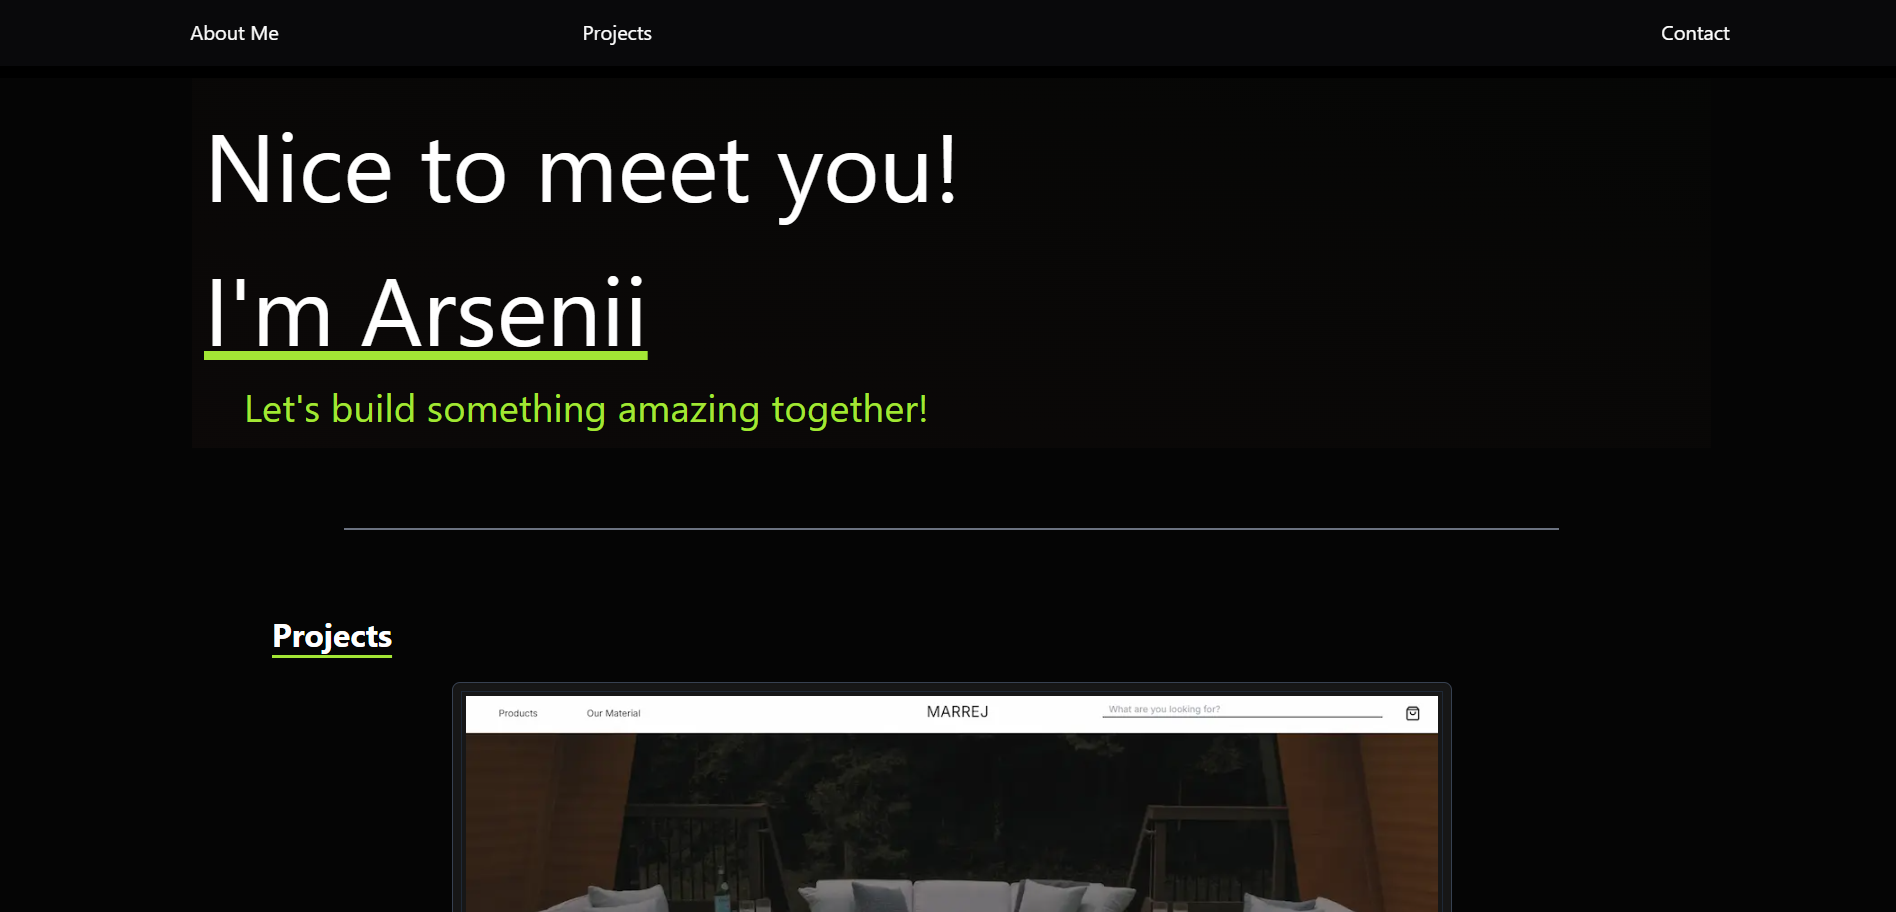 About Me Projects Contact
Nice to meet you!
I'm Arsenii
Let's build something amazing together!
Projects
Products Our Material MARREJ What are you looking for?